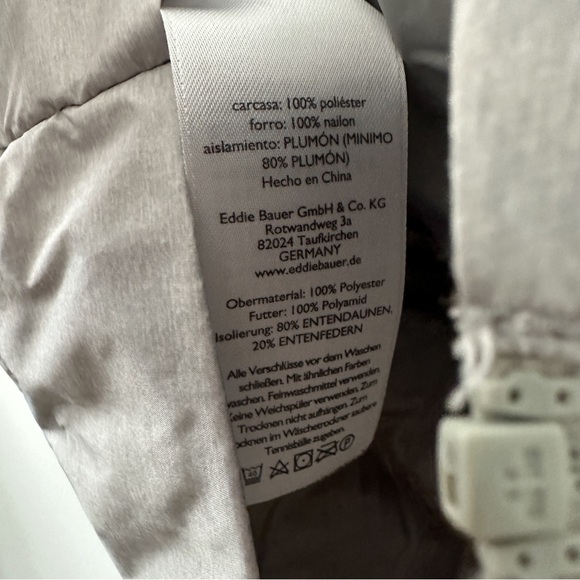 carcasa: 100% poliéster
forro: 100% nailon
aislamiento: PLUMÓN (MINIMO
80% PLUMÓN)
Hecho en China
Eddie Bauer GmbH & Co. KG
Rotwandweg 3a
82024 Taufkirchen
GERMANY
www.eddiebauer.de
Obermaterial: 100% Polyester
Futter: 100% Polyamid
Isolierung: 80% ENTENDAUNEN,
20% ENTENFEDERN
Alle Verschlüsse vor dem Waschen
schließen. Mit ähnlichen Farben
waschen. Feinwaschmittel verwenden.
Keine Weichspüler verwenden. Zum
Trocknen nicht aufhängen. Zum
ocknen im Wäschetrockner saubere
Tennisbälle zugeben.